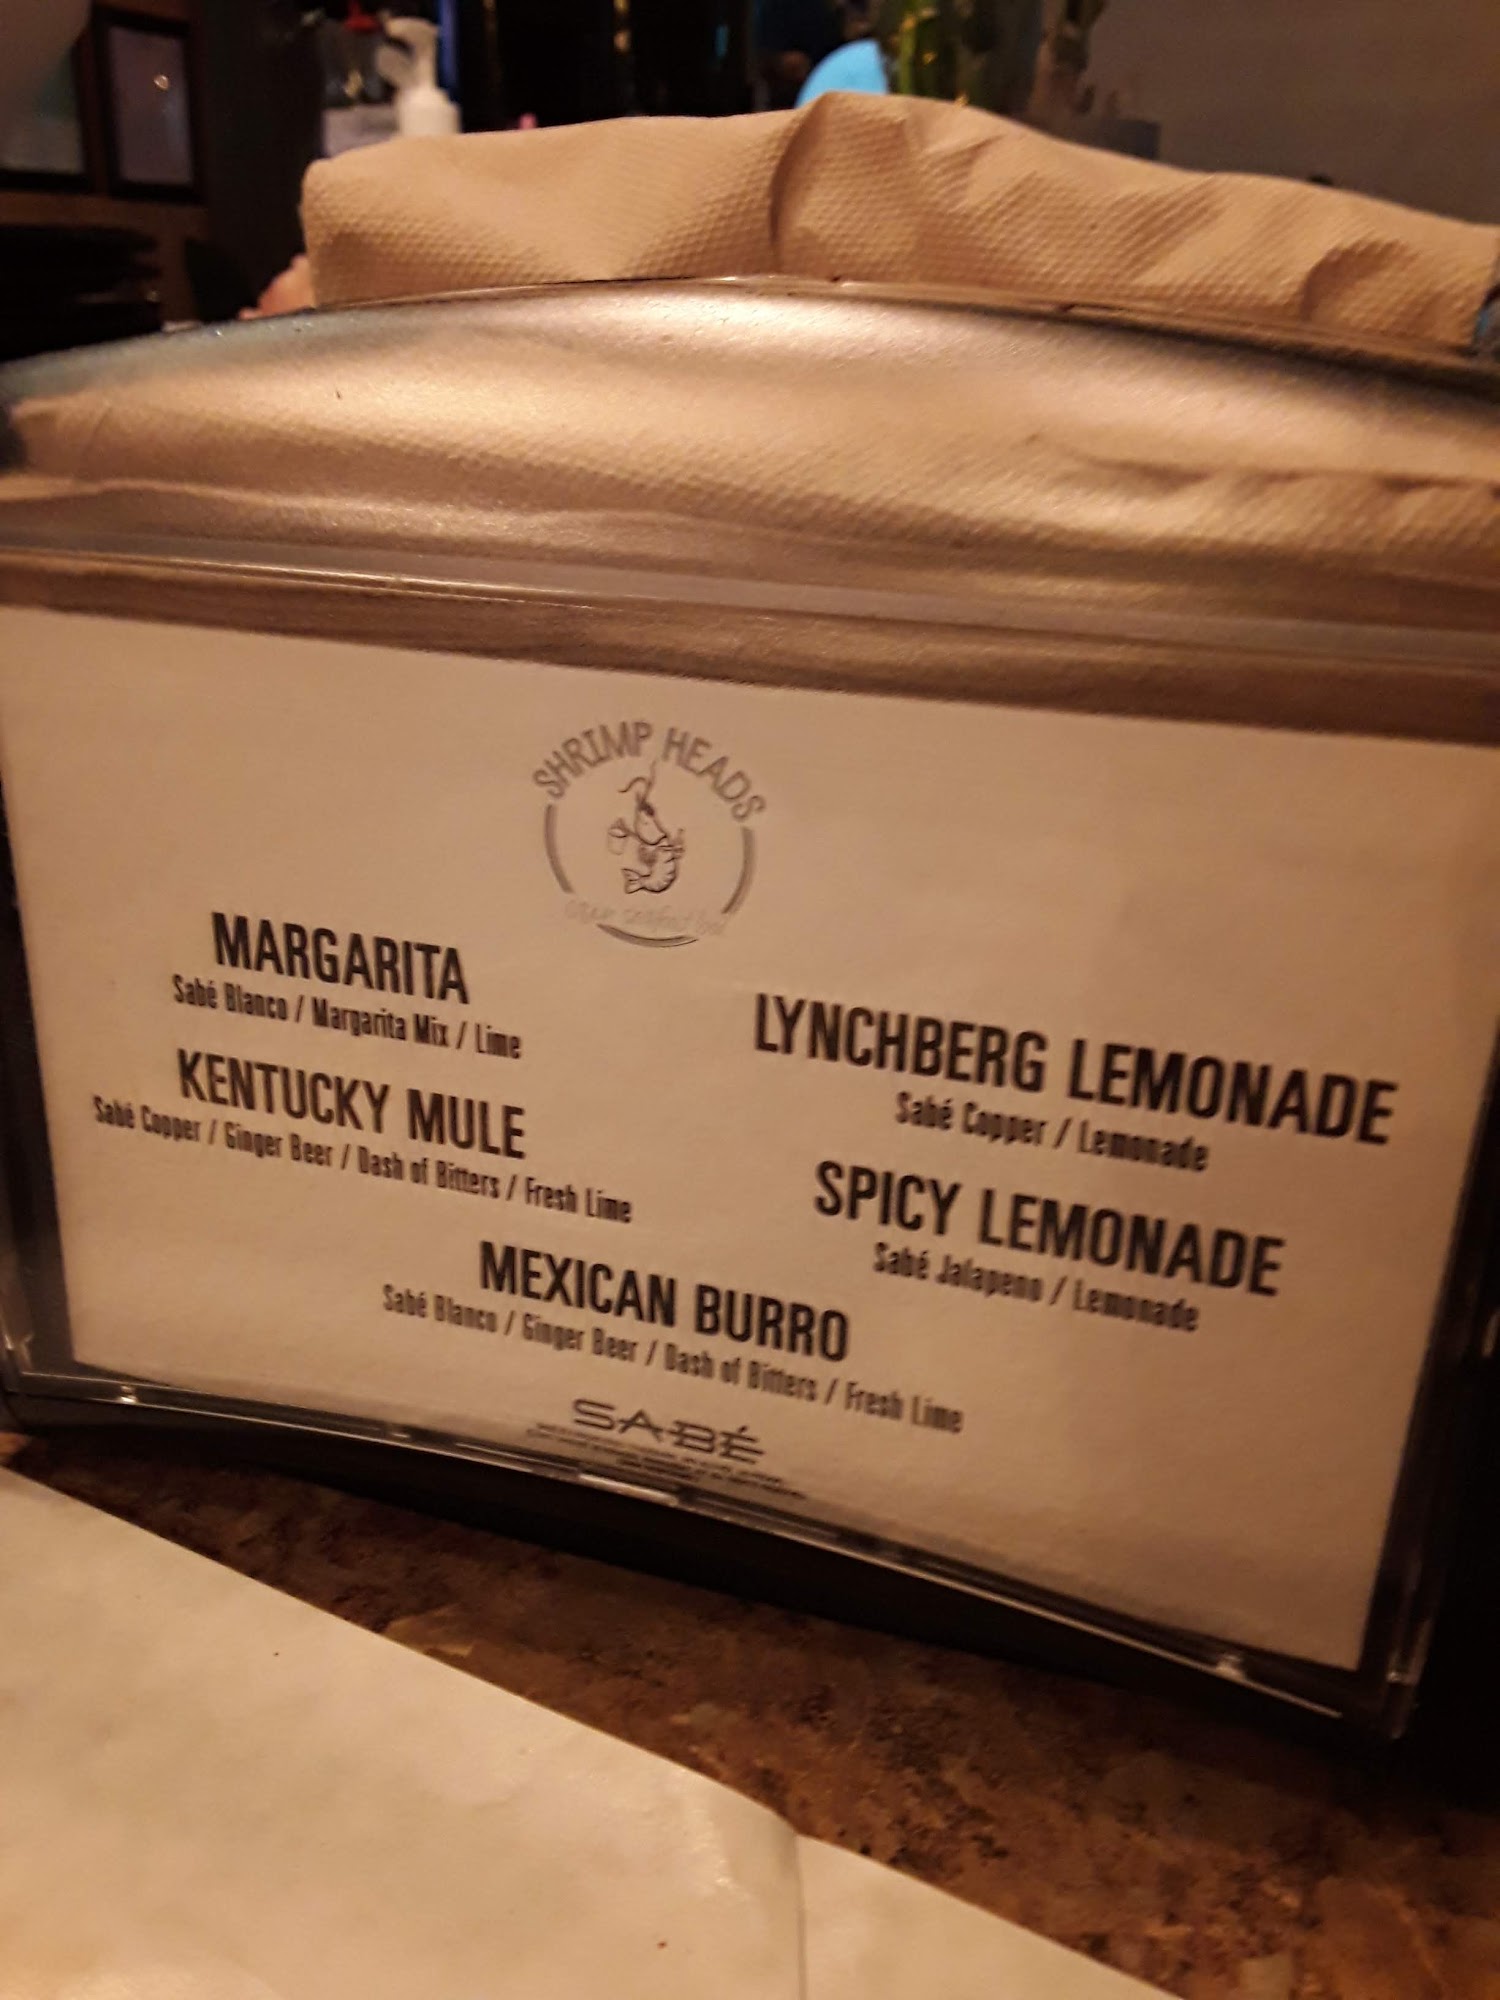 SHRIMP HEADS
MARGARITA
Sabé Blanco / Margarita Mix / Lime
KENTUCKY MULE
Sabé Copper / Ginger Beer / Dash of Bitters / Fresh Lime
LYNCHBERG LEMONADE
Sabé Copper / Lemonade
SPICY LEMONADE
Sabé Jalapeno / Lemonade
MEXICAN BURRO
Sabé Blanco / Ginger Beer / Dash of Bitters / Fresh Lime
SABÉ